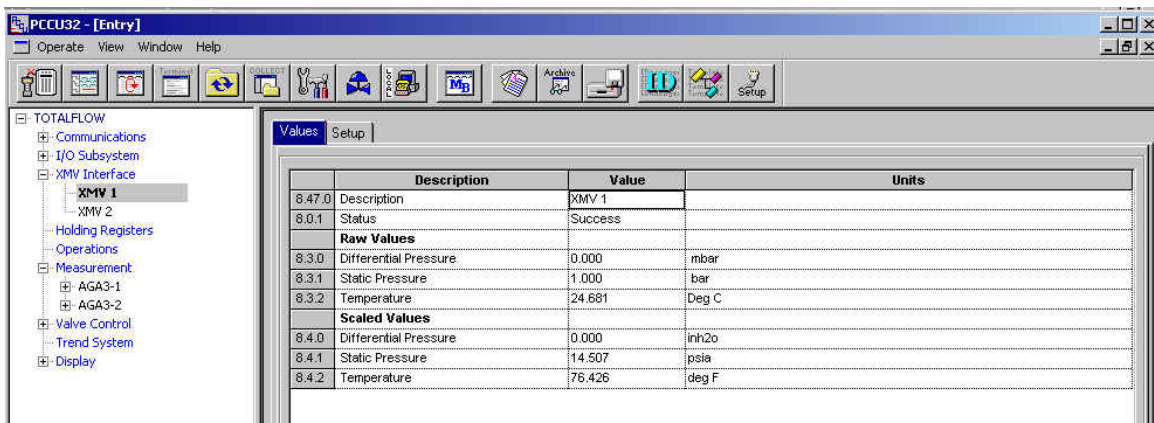 PCCU32 - [Entry]
Operate View Window Help
COLLECT
LOCAL
MB
Archive
Setup
TOTALFLOW
Communications
I/O Subsystem
XMV Interface
XMV 1
XMV 2
Holding Registers
Operations
Measurement
AGA3-1
AGA3-2
Valve Control
Trend System
Display
Values Setup
Description Value Units
8.47.0 Description XMV 1
8.0.1 Status Success
Raw Values
8.3.0 Differential Pressure 0.000 mbar
8.3.1 Static Pressure 1.000 bar
8.3.2 Temperature 24.681 Deg C
Scaled Values
8.4.0 Differential Pressure 0.000 inh2o
8.4.1 Static Pressure 14.507 psia
8.4.2 Temperature 76.426 deg F